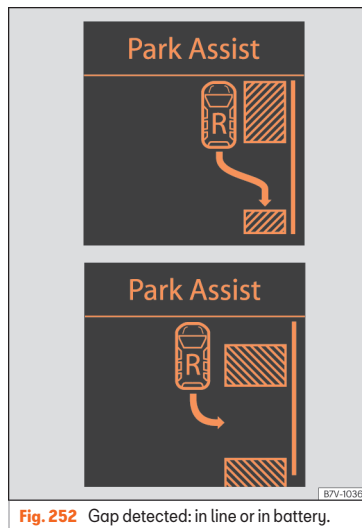 Park Assist
R
Park Assist
R
B7V-1036
Fig. 252 Gap detected: in line or in battery.